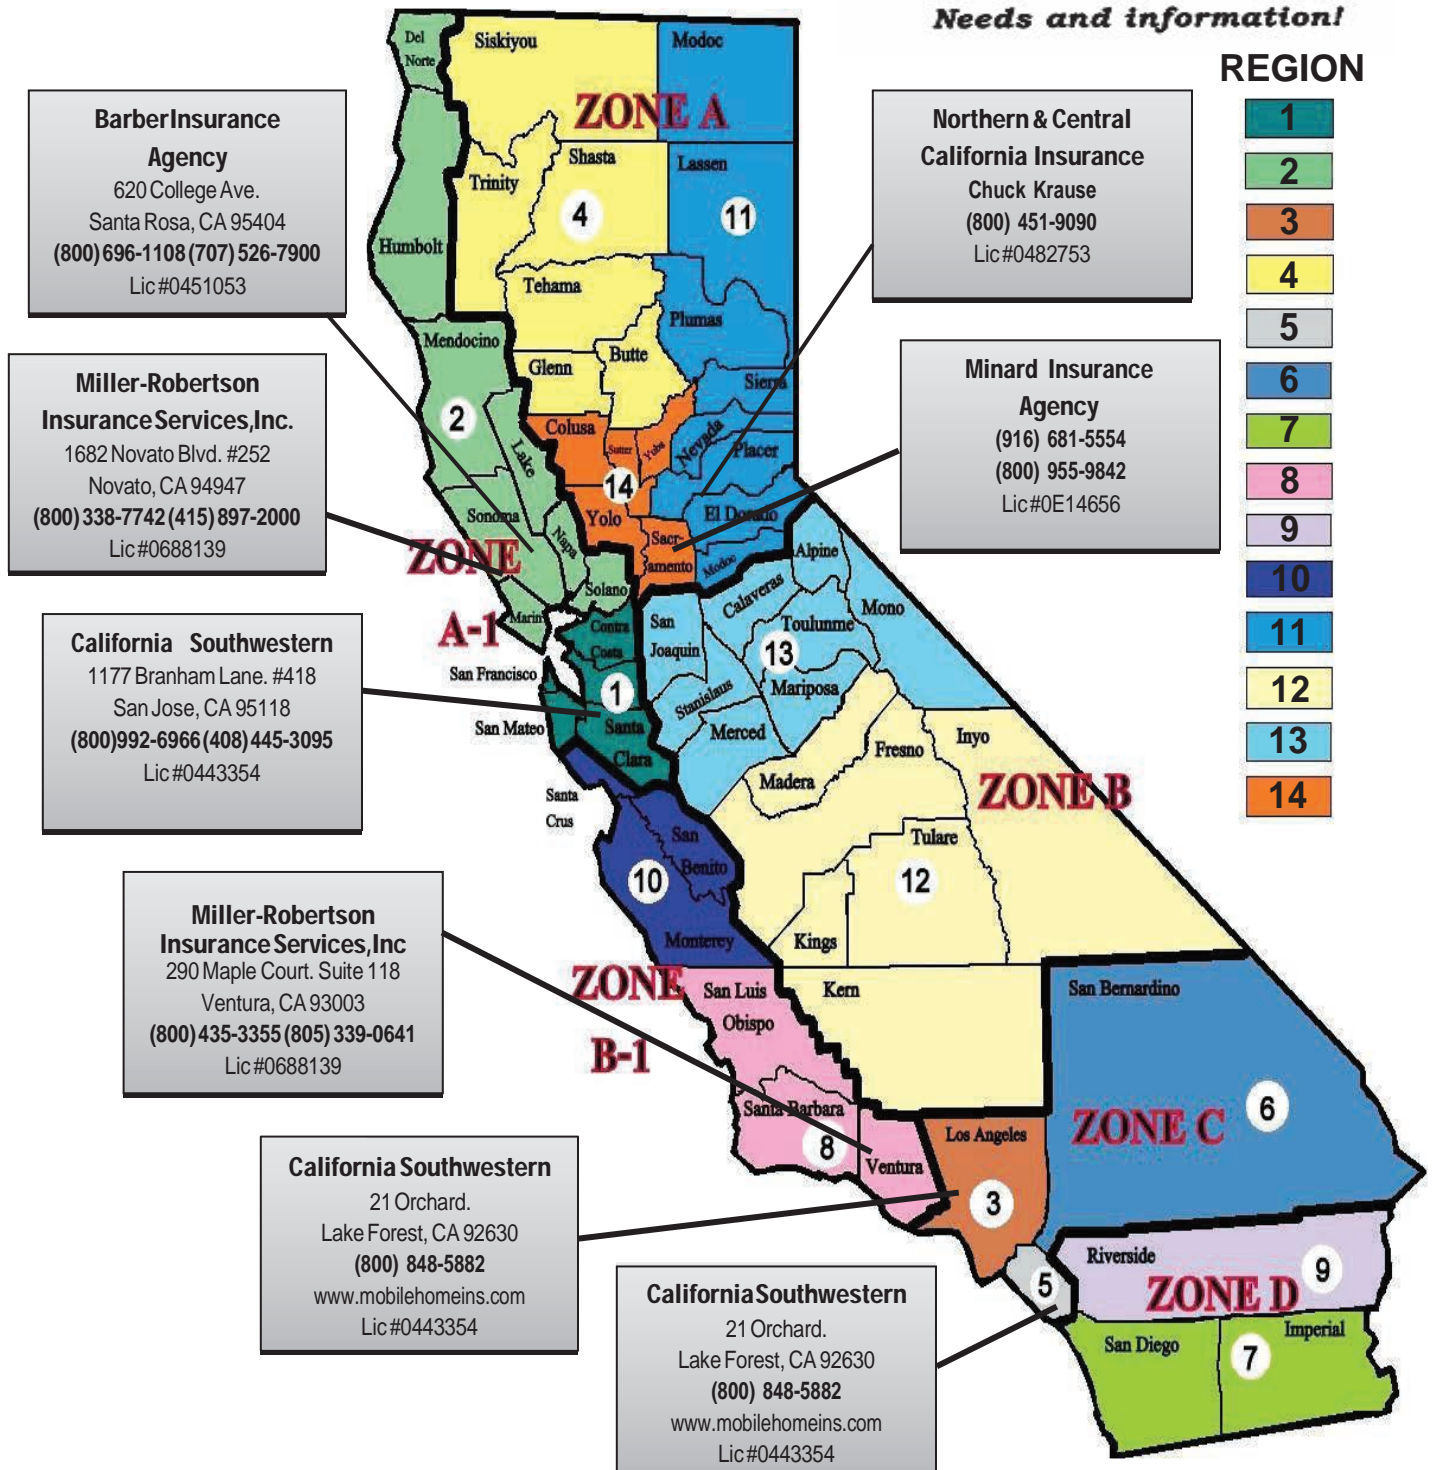 Needs and information!
REGION
1
2
3
4
5
6
7
8
9
10
11
12
13
14
Barber Insurance
Agency
620 College Ave.
Santa Rosa, CA 95404
(800) 696-1108 (707) 526-7900
Lic#0451053
Miller-Robertson
Insurance Services, Inc.
1682 Novato Blvd. #252
Novato, CA 94947
(800) 338-7742 (415) 897-2000
Lic#0688139
California Southwestern
1177 Branham Lane. #418
San Jose, CA 95118
(800)992-6966 (408)445-3095
Lic#0443354
Miller-Robertson
Insurance Services, Inc
290 Maple Court. Suite 118
Ventura, CA 93003
(800) 435-3355 (805) 339-0641
Lic#0688139
California Southwestern
21 Orchard.
Lake Forest, CA 92630
(800) 848-5882
www.mobilehomeins.com
Lic#0443354
California Southwestern
21 Orchard.
Lake Forest, CA 92630
(800) 848-5882
www.mobilehomeins.com
Lic#0443354
Northern & Central
California Insurance
Chuck Krause
(800) 451-9090
Lic#0482753
Minard Insurance
Agency
(916) 681-5554
(800) 955-9842
Lic#0E14656
Del
Norte
Siskiyou
Modoc
ZONE A
Shasta
Lassen
Trinity
4
11
Humbolt
Tehama
Plumas
Mendocino
Butte
Glenn
Sierra
2
Colusa
Sutter
Yuba
Nevada
Placer
Lake
14
Sonoma
Yolo
El Dorado
Napa
Sacr-
amento
Modoc
Alpine
ZONE
A-1
Solano
Marin
Calaveras
Mono
Contra
Costa
San
Joaquin
Toulunme
13
San Francisco
1
Stanislaus
Mariposa
San Mateo
Santa
Clara
Merced
Fresno
Inyo
Madera
ZONE B
Santa
Crus
San
Benito
Tulare
10
12
Monterey
Kings
ZONE
B-1
San Luis
Obispo
Kern
San Bernardino
Santa Barbara
8
Ventura
Los Angeles
3
ZONE C
6
Riverside
9
5
ZONE D
San Diego
Imperial
7